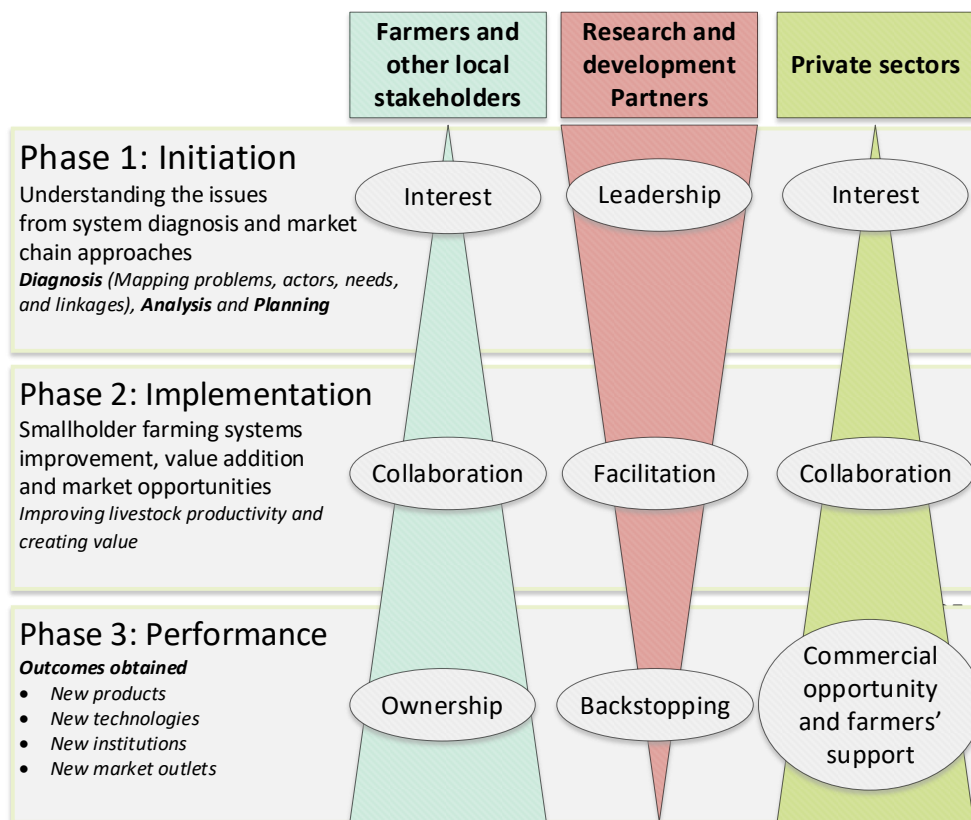 Farmers and
other local
stakeholders
Research and
development
Partners
Private sectors
Phase 1: Initiation
Understanding the issues
from system diagnosis and market
chain approaches
Diagnosis (Mapping problems, actors, needs,
and linkages), Analysis and Planning
Interest
Leadership
Interest
Phase 2: Implementation
Smallholder farming systems
improvement, value addition
and market opportunities
Improving livestock productivity and
creating value
Collaboration
Facilitation
Collaboration
Phase 3: Performance
Outcomes obtained
• New products
• New technologies
• New institutions
• New market outlets
Ownership
Backstopping
Commercial
opportunity
and farmers’
support